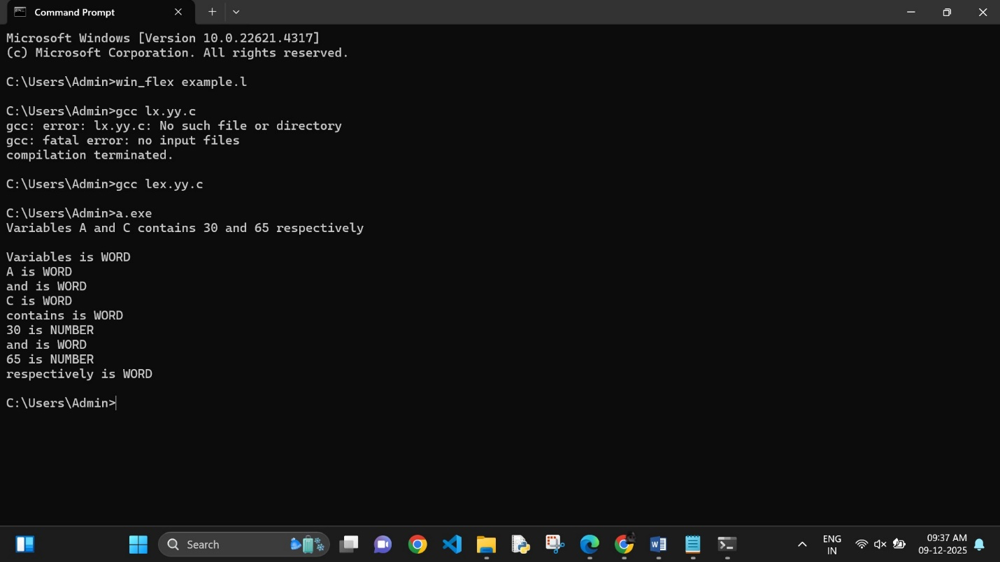 Command Prompt
Microsoft Windows [Version 10.0.22621.4317]
(c) Microsoft Corporation. All rights reserved.
C:\Users\Admin>win_flex example.l
C:\Users\Admin>gcc lx.yy.c
gcc: error: lx.yy.c: No such file or directory
gcc: fatal error: no input files
compilation terminated.
C:\Users\Admin>gcc lex.yy.c
C:\Users\Admin>a.exe
Variables A and C contains 30 and 65 respectively
Variables is WORD
A is WORD
and is WORD
C is WORD
contains is WORD
30 is NUMBER
and is WORD
65 is NUMBER
respectively is WORD
C:\Users\Admin>
Search
ENG
IN
09:37 AM
09-12-2025